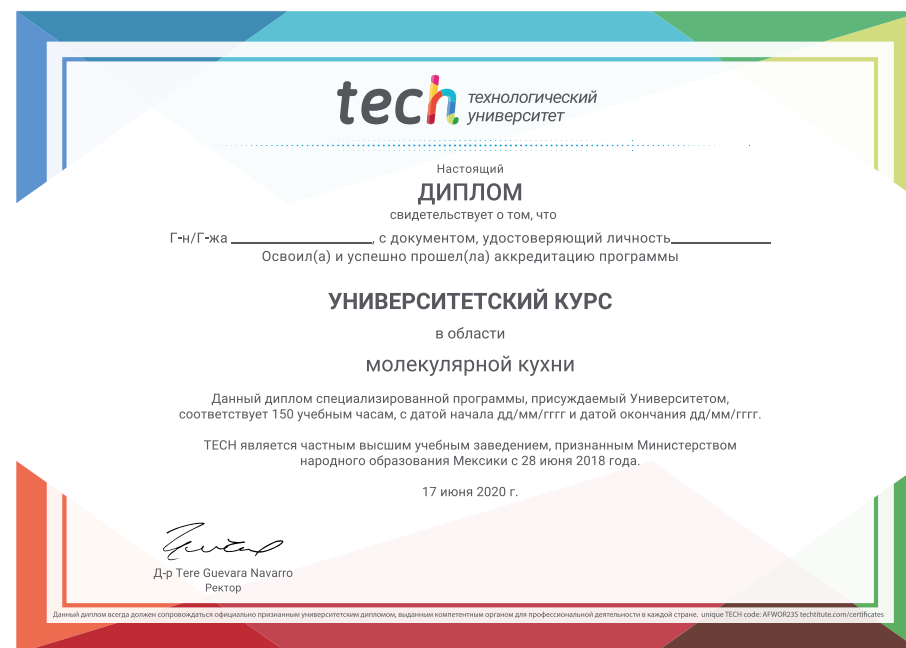 tech технологический
университет
Настоящий
ДИПЛОМ
свидетельствует о том, что
Г-н/Г-жа ________________, с документом, удостоверяющий личность____________
Освоил(а) и успешно прошел(ла) аккредитацию программы
УНИВЕРСИТЕТСКИЙ КУРС
в области
молекулярной кухни
Данный диплом специализированной программы, присуждаемый Университетом,
соответствует 150 учебным часам, с датой начала дд/мм/гггг и датой окончания дд/мм/гггг.
TECH является частным высшим учебным заведением, признанным Министерством
народного образования Мексики с 28 июня 2018 года.
17 июня 2020 г.
Д-р Tere Guevara Navarro
Ректор
Данный диплом всегда должен сопровождаться официально признанным университетским дипломом, выданным компетентным органом для профессиональной деятельности в каждой стране. unique TECH code: AFWOR23S techtitute.com/certificates